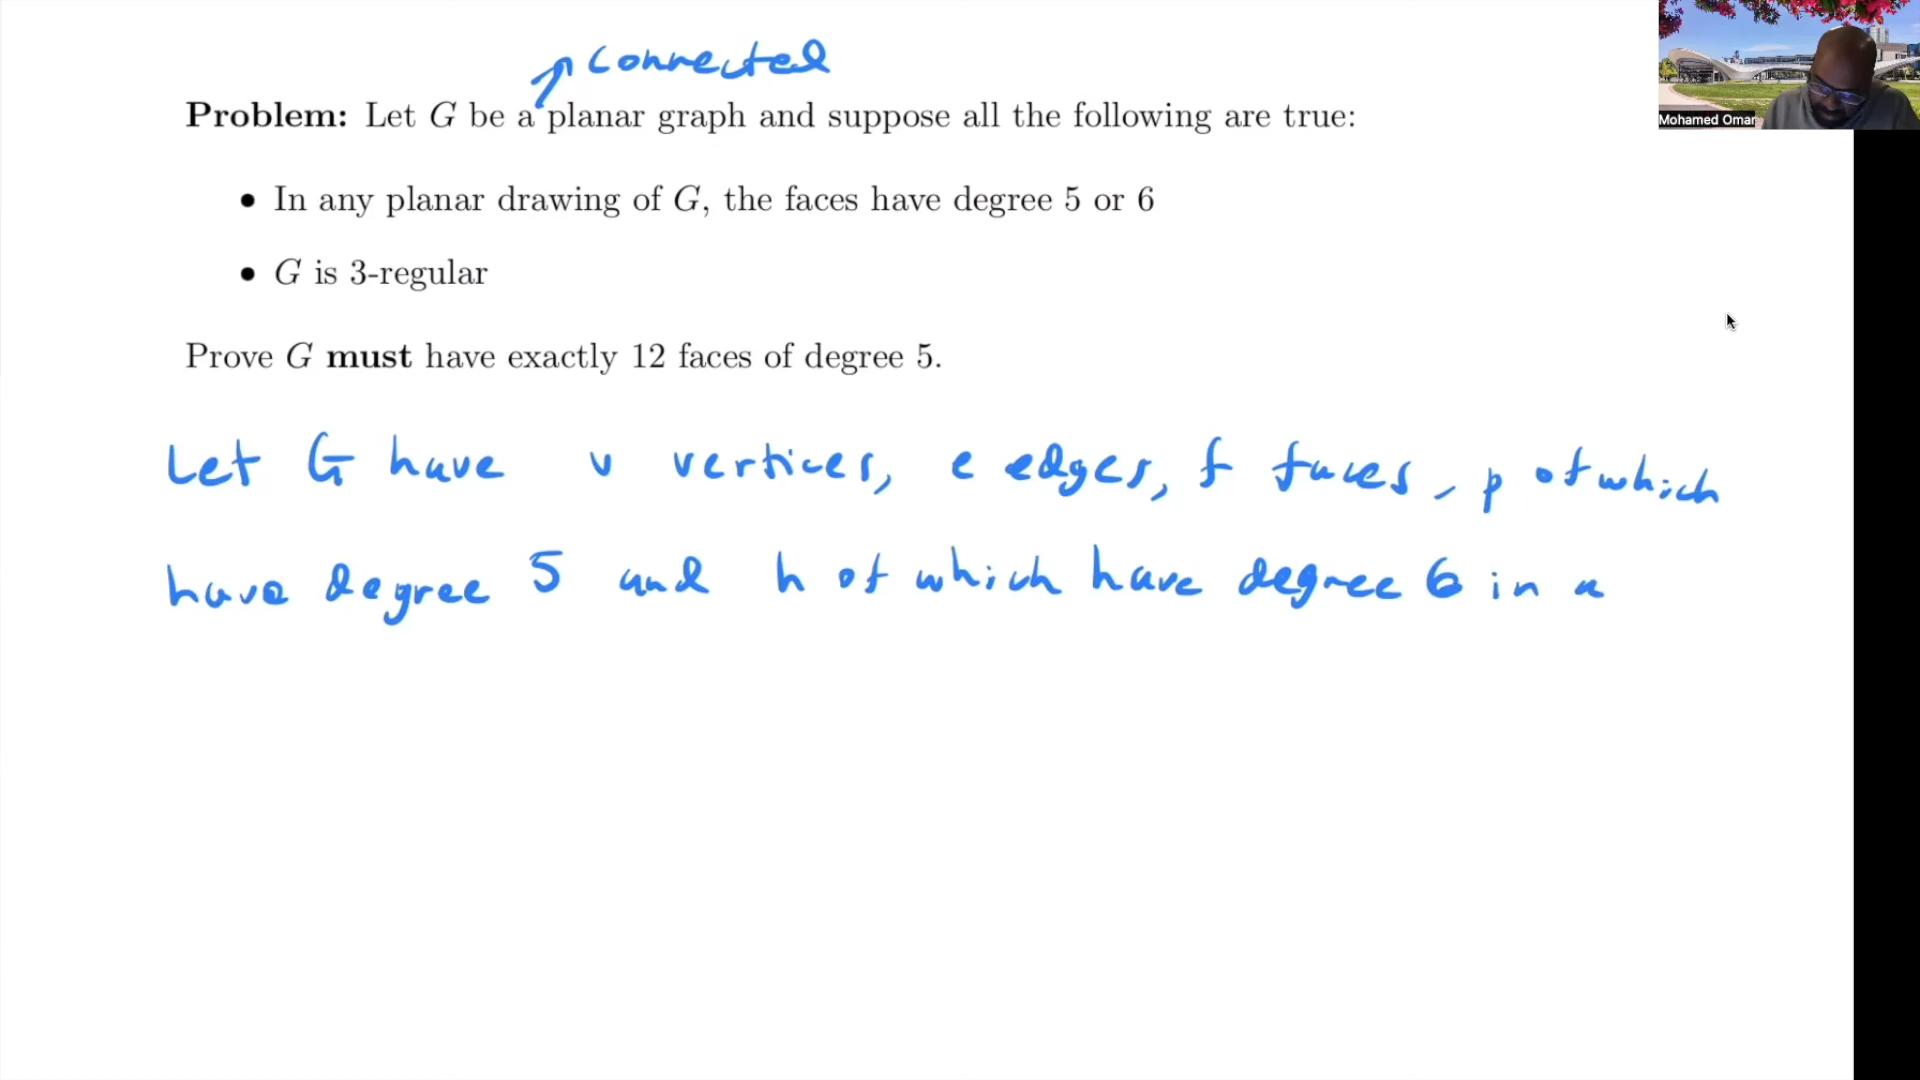 connected
Problem: Let G be a planar graph and suppose all the following are true:
• In any planar drawing of G, the faces have degree 5 or 6
• G is 3-regular
Prove G must have exactly 12 faces of degree 5.
Let G have v vertices, e edges, f faces, p of which
have degree 5 and h of which have degree 6 in a
Mohamed Omar